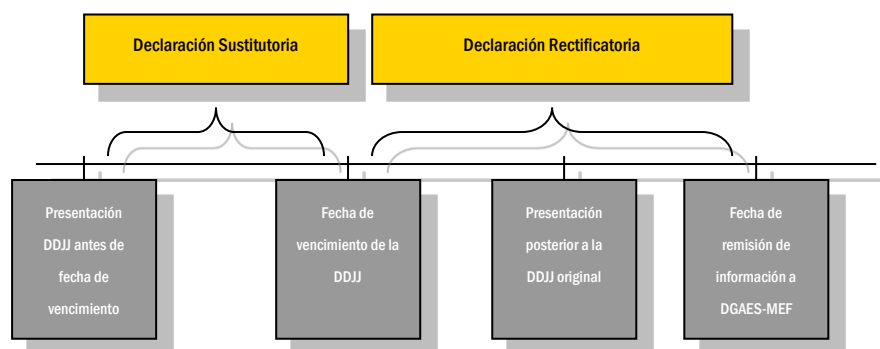 Declaración Sustitutoria
Declaración Rectificatoria
Presentación
DDJJ antes de
fecha de
vencimiento
Fecha de
vencimiento de la
DDJJ
Presentación
posterior a la
DDJJ original
Fecha de
remisión de
información a
DGAES-MEF